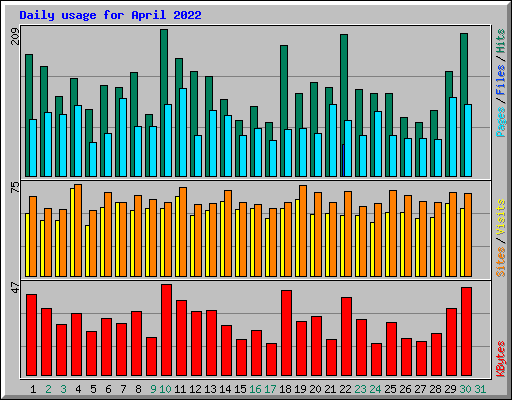 Daily usage for April 2022
209
Pages / Files / Hits
75
Sites / Visits
47
KBytes
1 2 3 4 5 6 7 8 9 10 11 12 13 14 15 16 17 18 19 20 21 22 23 24 25 26 27 28 29 30 31